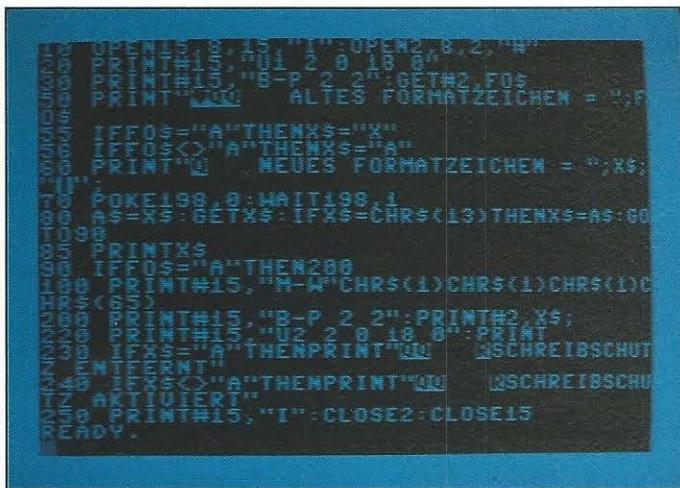 10 OPEN15,8,15,"I":OPEN2,8,2,"#"
20 PRINT#15,"U1 2 0 18 0"
30 PRINT#15,"B-P 2 2":GET#2,FO$
50 PRINT" ALTES FORMATZEICHEN = ";F
O$
55 IFFO$="A"THENX$="X"
56 IFFO$<>"A"THENX$="A"
60 PRINT" NEUES FORMATZEICHEN = ";X$;
70 POKE198,0:WAIT198,1
80 A$=X$:GETX$:IFX$=CHR$(13)THENX$=A$:GO
TO90
85 PRINTX$
90 IFFO$="A"THEN200
100 PRINT#15,"M-W"CHR$(1)CHR$(1)CHR$(1)C
HR$(65)
200 PRINT#15,"B-P 2 2":PRINT#2,X$;
220 PRINT#15,"U2 2 0 18 0":PRINT
230 IFX$="A"THENPRINT" SCHREIBSCHUT
Z ENTFERNT"
240 IFX$<>"A"THENPRINT" SCHREIBSCHU
TZ AKTIVIERT"
250 PRINT#15,"I":CLOSE2:CLOSE15
READY.